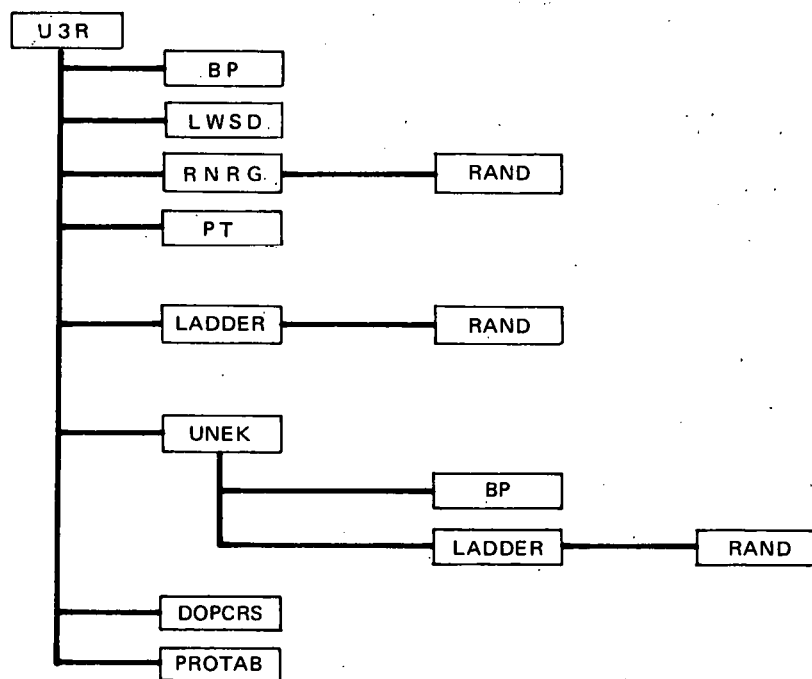 U3R
BP
LWSD
RNRG RAND
PT
LADDER RAND
UNEK
BP
LADDER RAND
DOPCRS
PROTAB